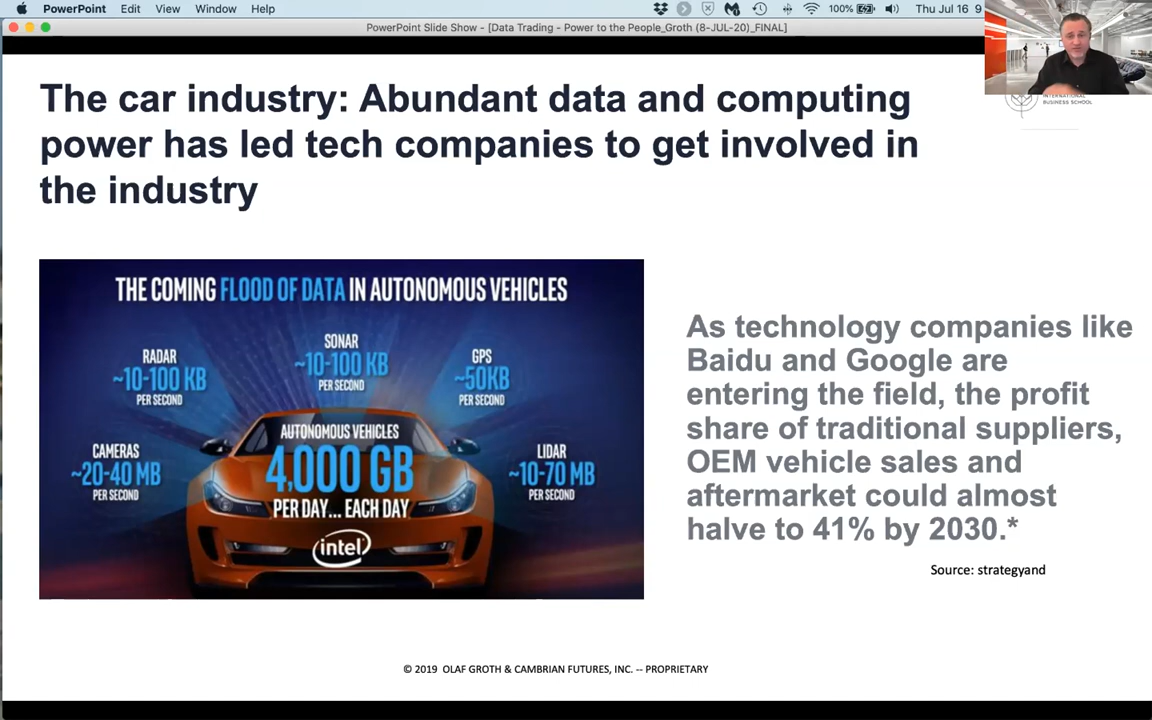 PowerPoint Edit View Window Help 100% Thu Jul 16 9
PowerPoint Slide Show - [Data Trading - Power to the People_Groth (8-JUL-20)_FINAL]
INTERNATIONAL
BUSINESS SCHOOL
The car industry: Abundant data and computing
power has led tech companies to get involved in
the industry
THE COMING FLOOD OF DATA IN AUTONOMOUS VEHICLES
RADAR
~10-100 KB
PER SECOND
SONAR
~10-100 KB
PER SECOND
GPS
~50KB
PER SECOND
CAMERAS
~20-40 MB
PER SECOND
AUTONOMOUS VEHICLES
4,000 GB
PER DAY... EACH DAY
intel
LIDAR
~10-70 MB
PER SECOND
As technology companies like
Baidu and Google are
entering the field, the profit
share of traditional suppliers,
OEM vehicle sales and
aftermarket could almost
halve to 41% by 2030.*
Source: strategyand
© 2019 OLAF GROTH & CAMBRIAN FUTURES, INC. -- PROPRIETARY